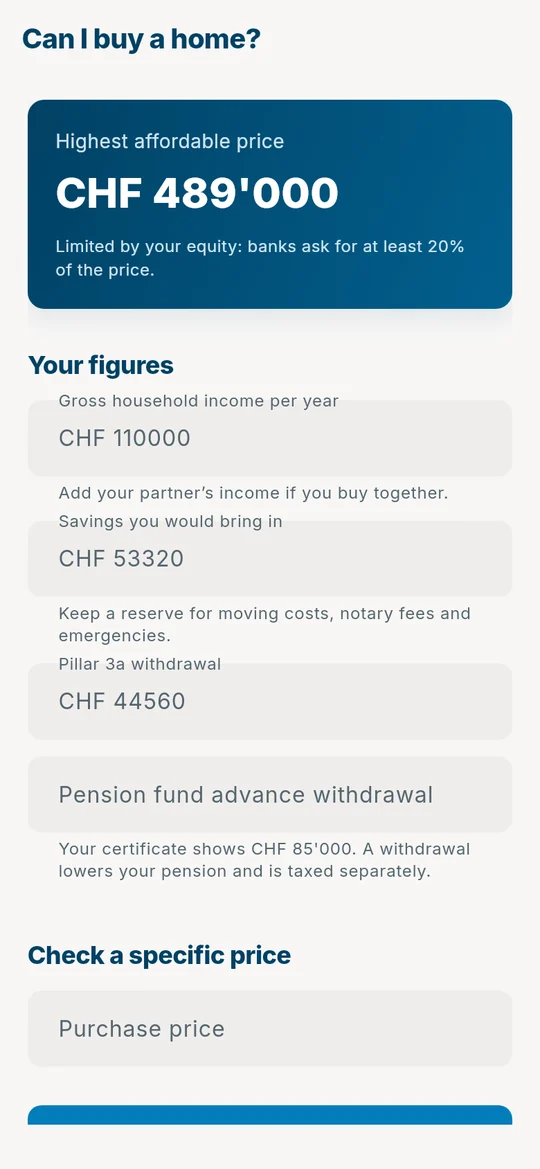 Can I buy a home?
Highest affordable price
CHF 489'000
Limited by your equity: banks ask for at least 20%
of the price.
Your figures
Gross household income per year
CHF 110000
Add your partner’s income if you buy together.
Savings you would bring in
CHF 53320
Keep a reserve for moving costs, notary fees and
emergencies.
Pillar 3a withdrawal
CHF 44560
Pension fund advance withdrawal
Your certificate shows CHF 85'000. A withdrawal
lowers your pension and is taxed separately.
Check a specific price
Purchase price